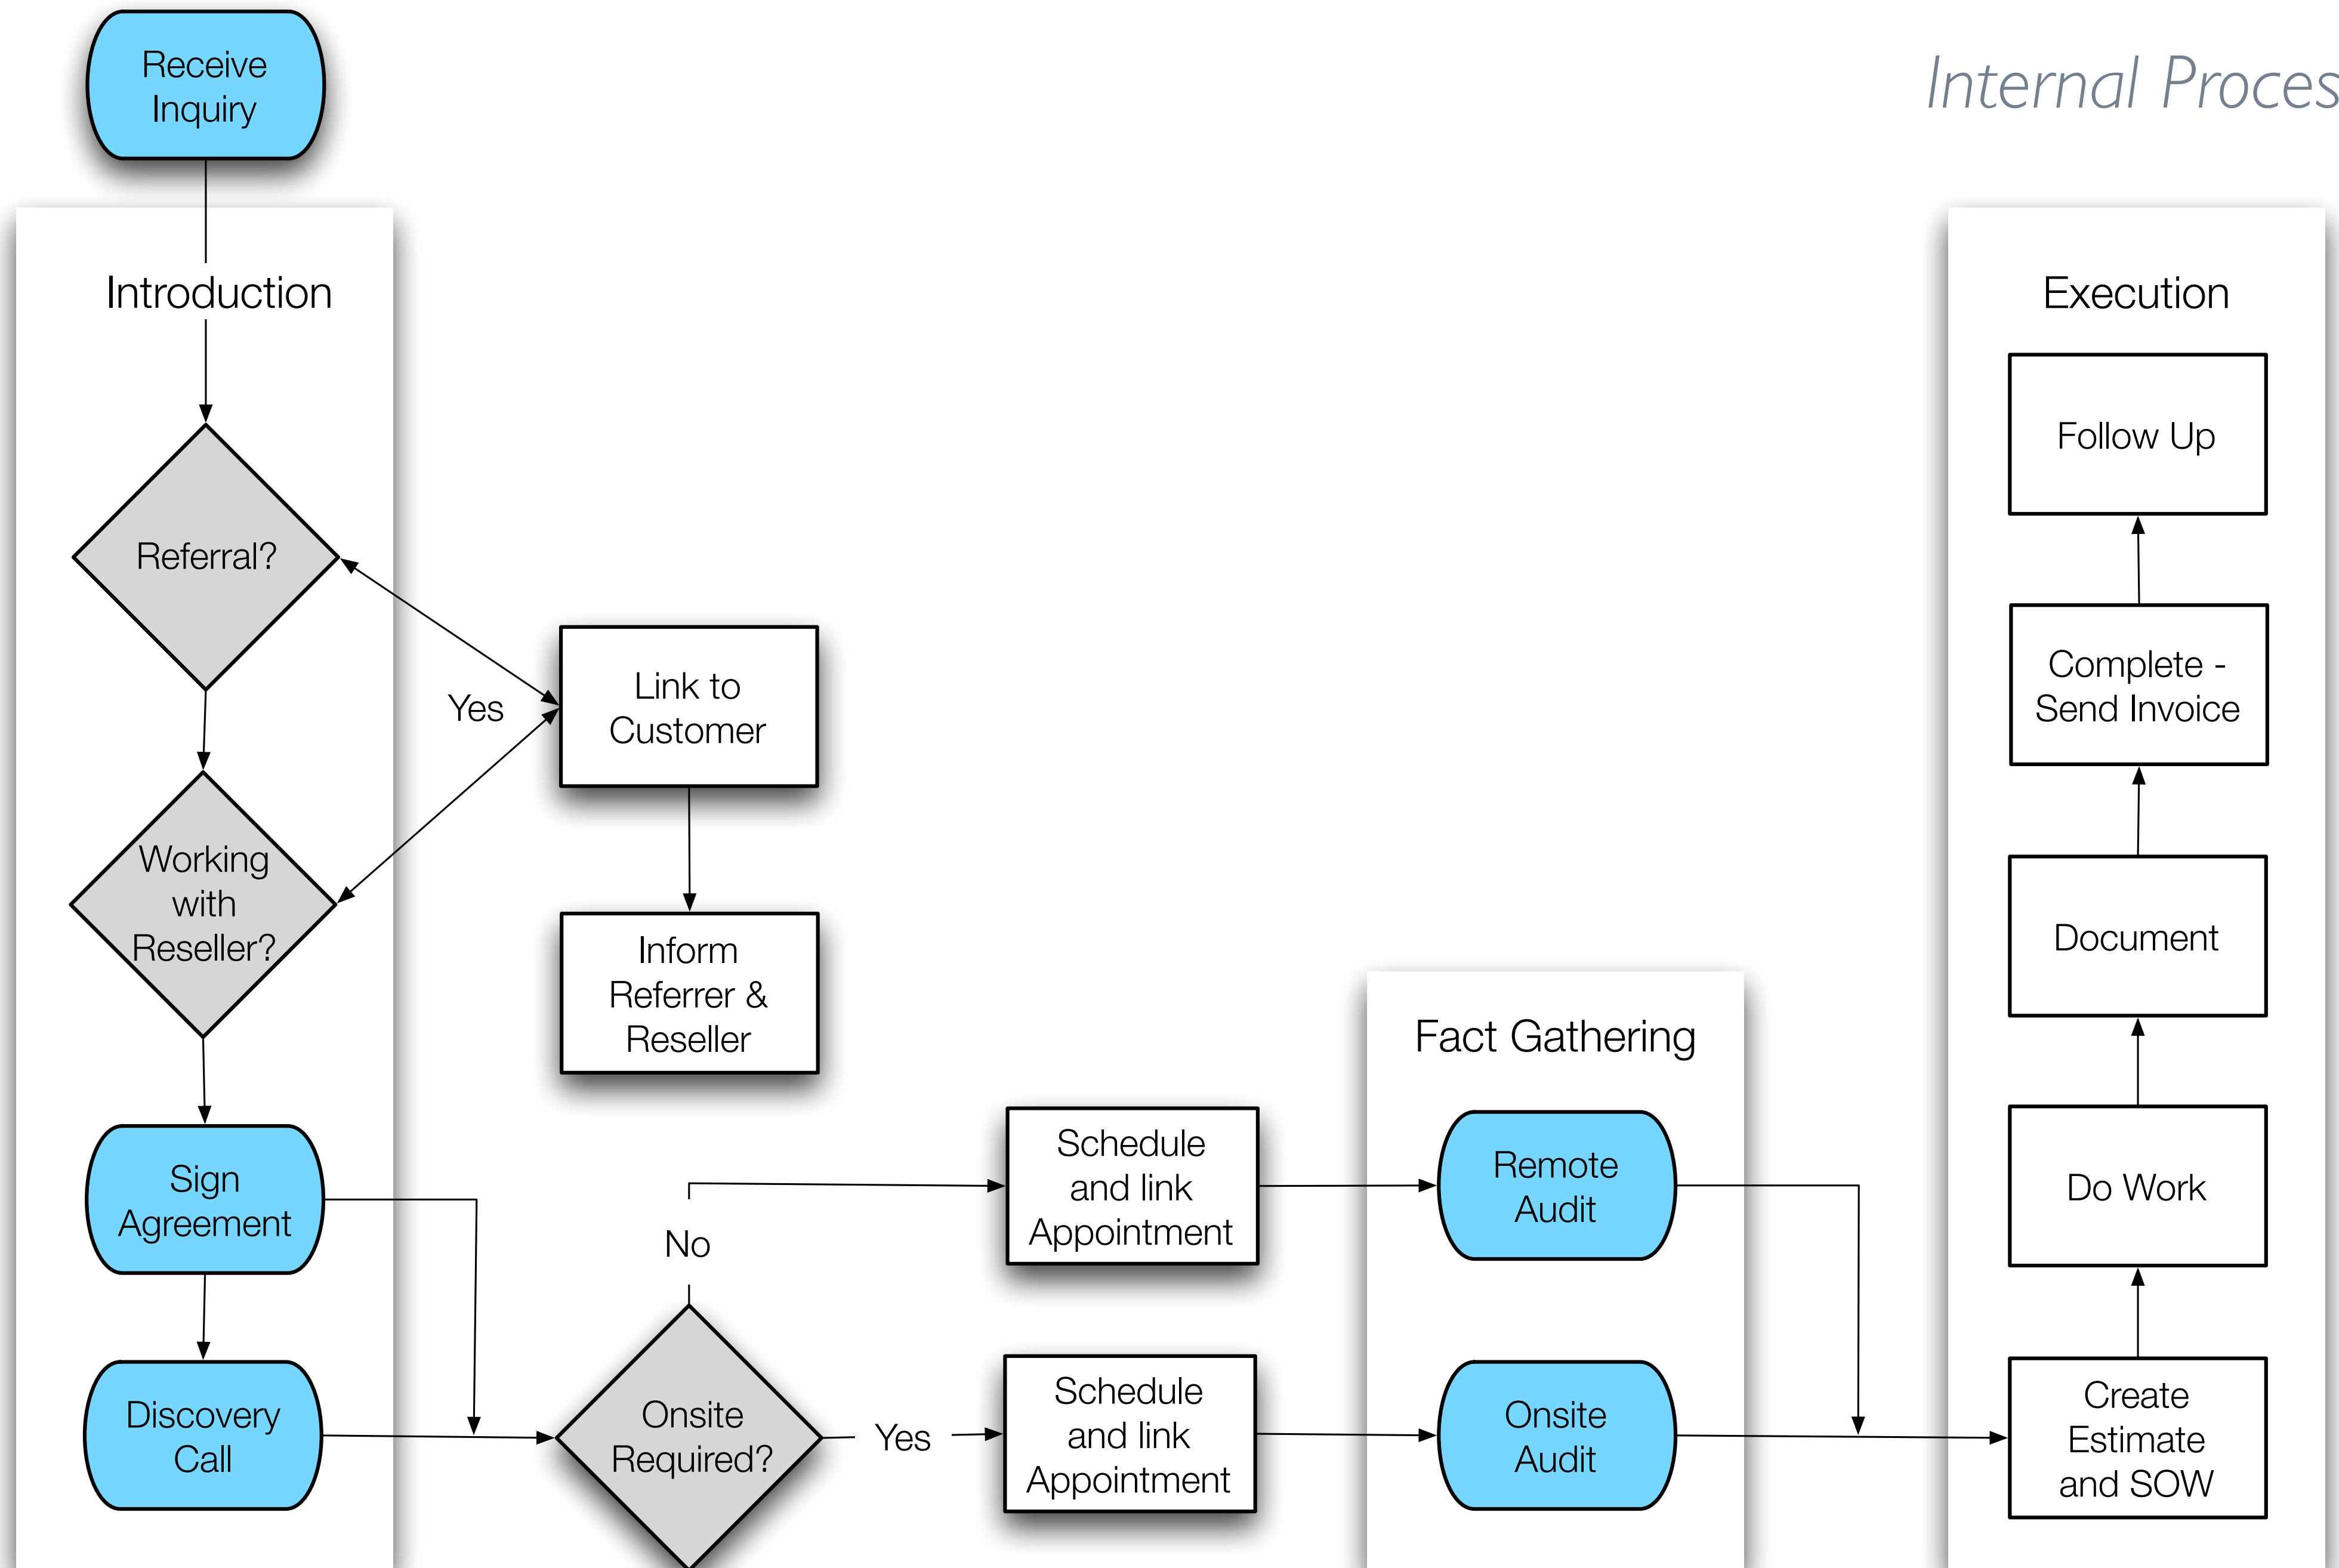 Receive
Inquiry
Internal Proces
Introduction
Referral?
Yes
Link to
Customer
Working
with
Reseller?
Inform
Referrer &
Reseller
Sign
Agreement
Discovery
Call
No
Onsite
Required?
Yes
Schedule
and link
Appointment
Schedule
and link
Appointment
Fact Gathering
Remote
Audit
Onsite
Audit
Execution
Follow Up
Complete -
Send Invoice
Document
Do Work
Create
Estimate
and SOW